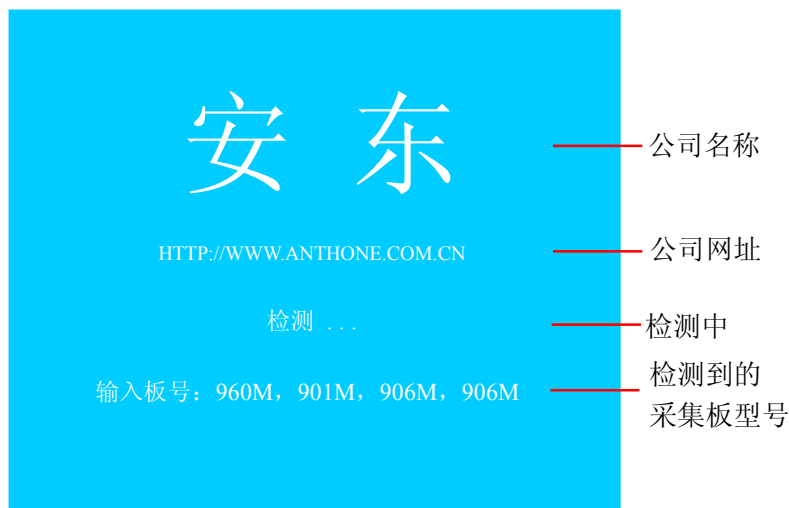 安 东
公司名称
HTTP://WWW.ANTHONE.COM.CN
公司网址
检测 ...
检测中
输入板号：960M，901M，906M，906M
检测到的
采集板型号